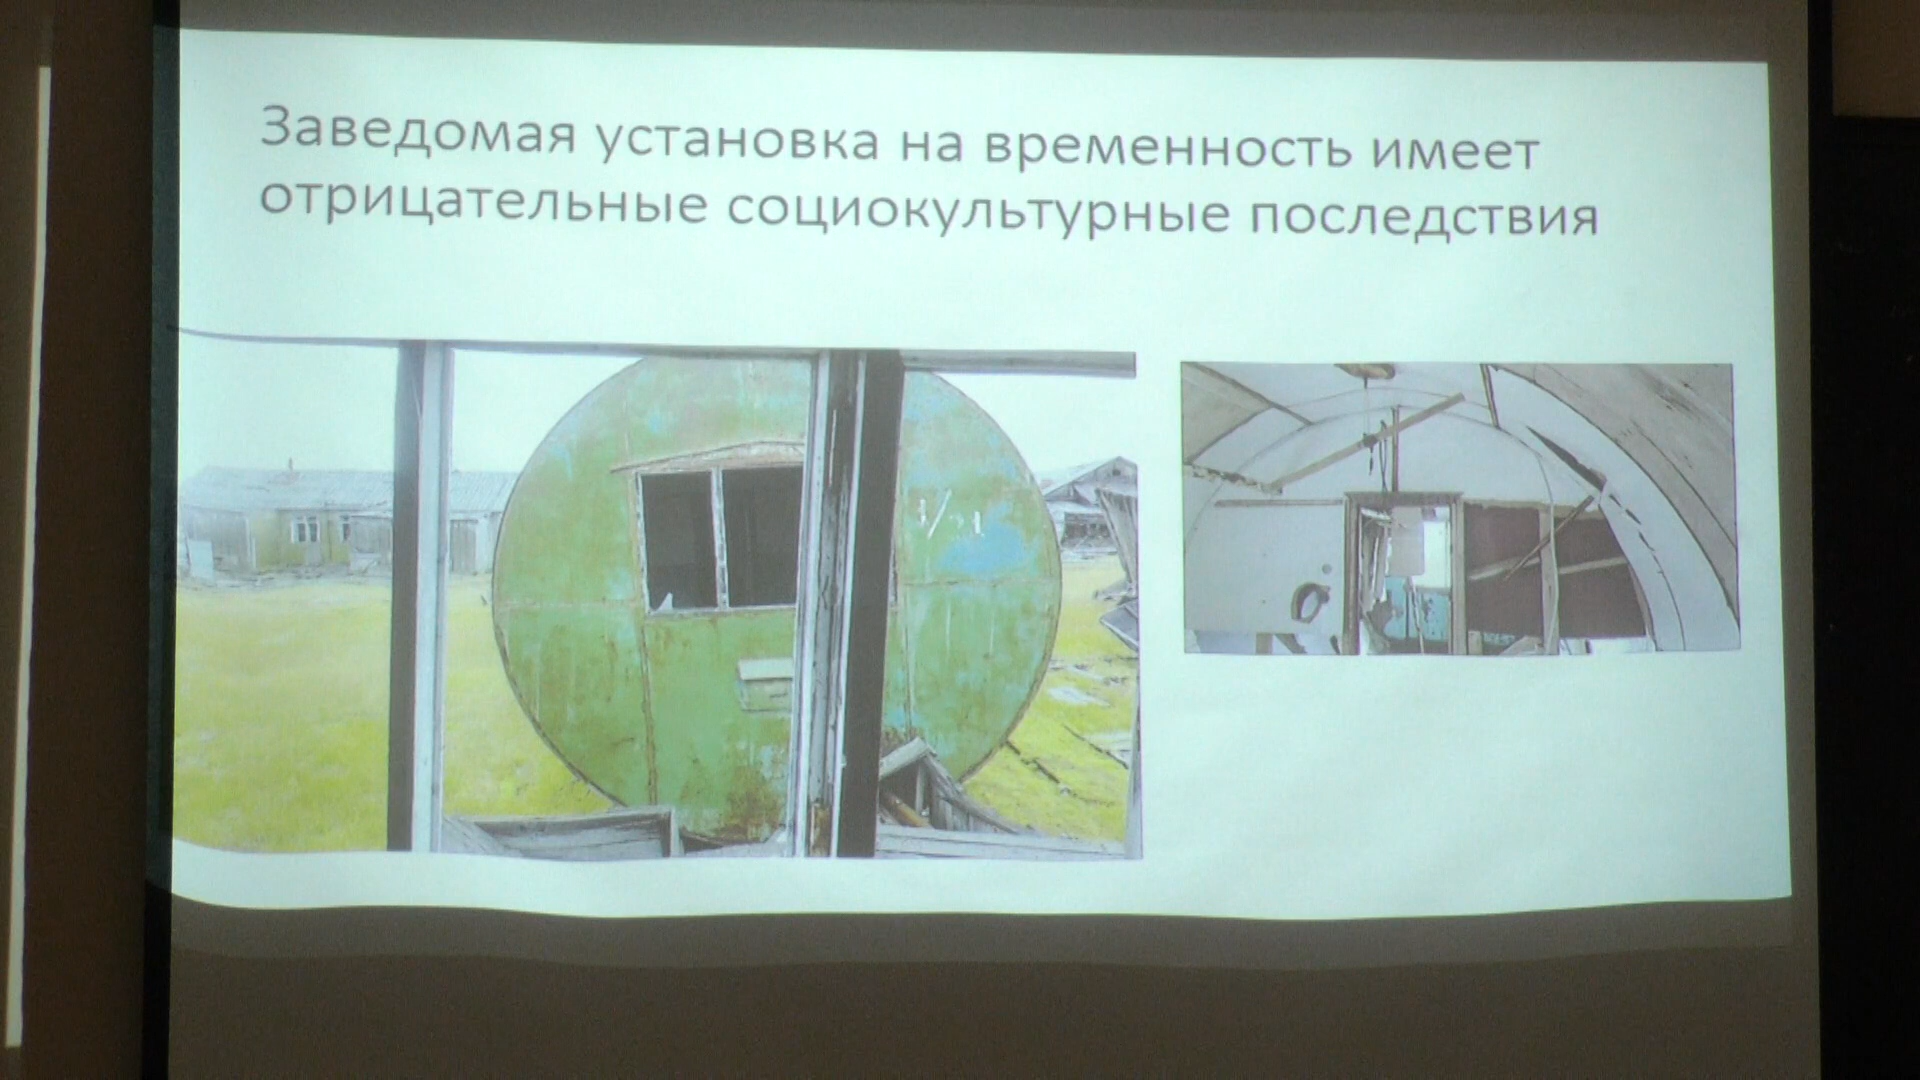 Заведомая установка на временность имеет
отрицательные социокультурные последствия